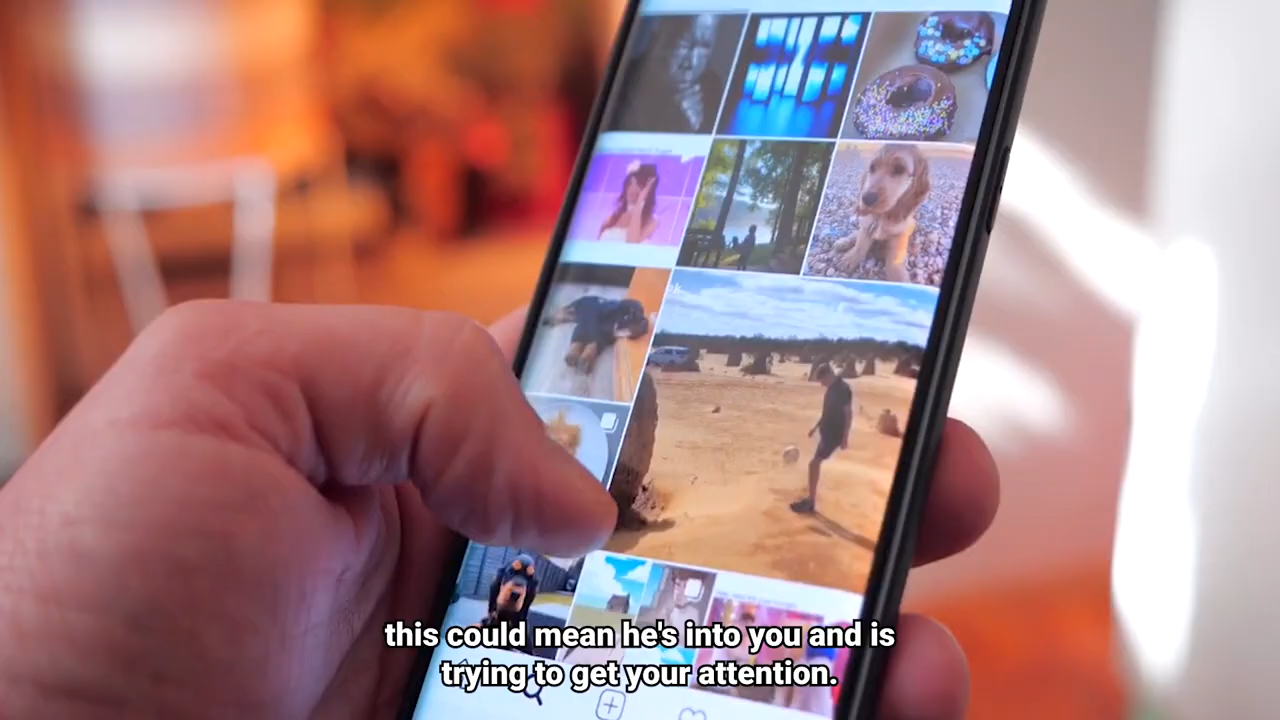 this could mean he's into you and is
trying to get your attention.